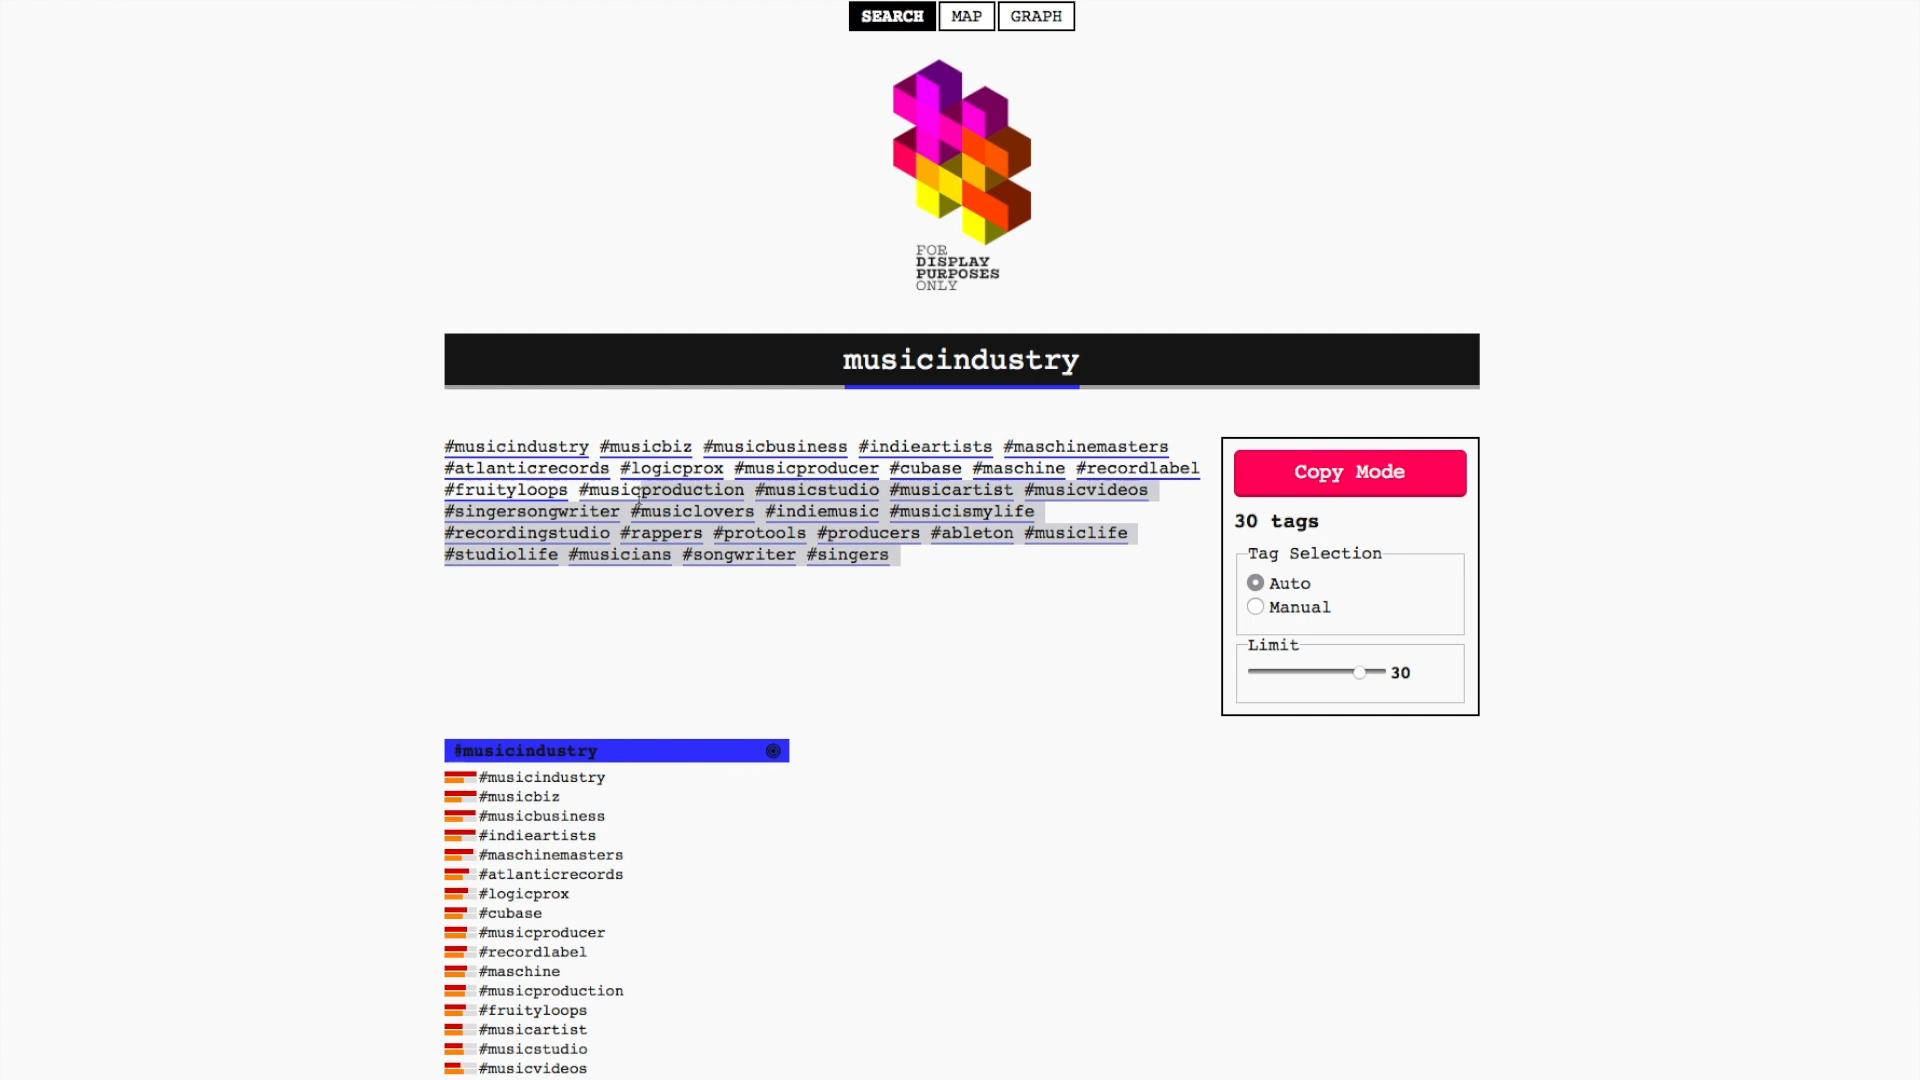 SEARCH MAP GRAPH
FOR
DISPLAY
PURPOSES
ONLY
musicindustry
#musicindustry #musicbiz #musicbusiness #indieartists #maschinemasters
#atlanticrecords #logicprox #musicproducer #cubase #maschine #recordlabel
#fruityloops #musicproduction #musicstudio #musicartist #musicvideos
#singersongwriter #musiclovers #indiemusic #musicismylife
#recordingstudio #rappers #protools #producers #ableton #musiclife
#studiolife #musicians #songwriter #singers
Copy Mode
30 tags
Tag Selection
Auto
Manual
Limit
30
#musicindustry
#musicindustry
#musicbiz
#musicbusiness
#indieartists
#maschinemasters
#atlanticrecords
#logicprox
#cubase
#musicproducer
#recordlabel
#maschine
#musicproduction
#fruityloops
#musicartist
#musicstudio
#musicvideos